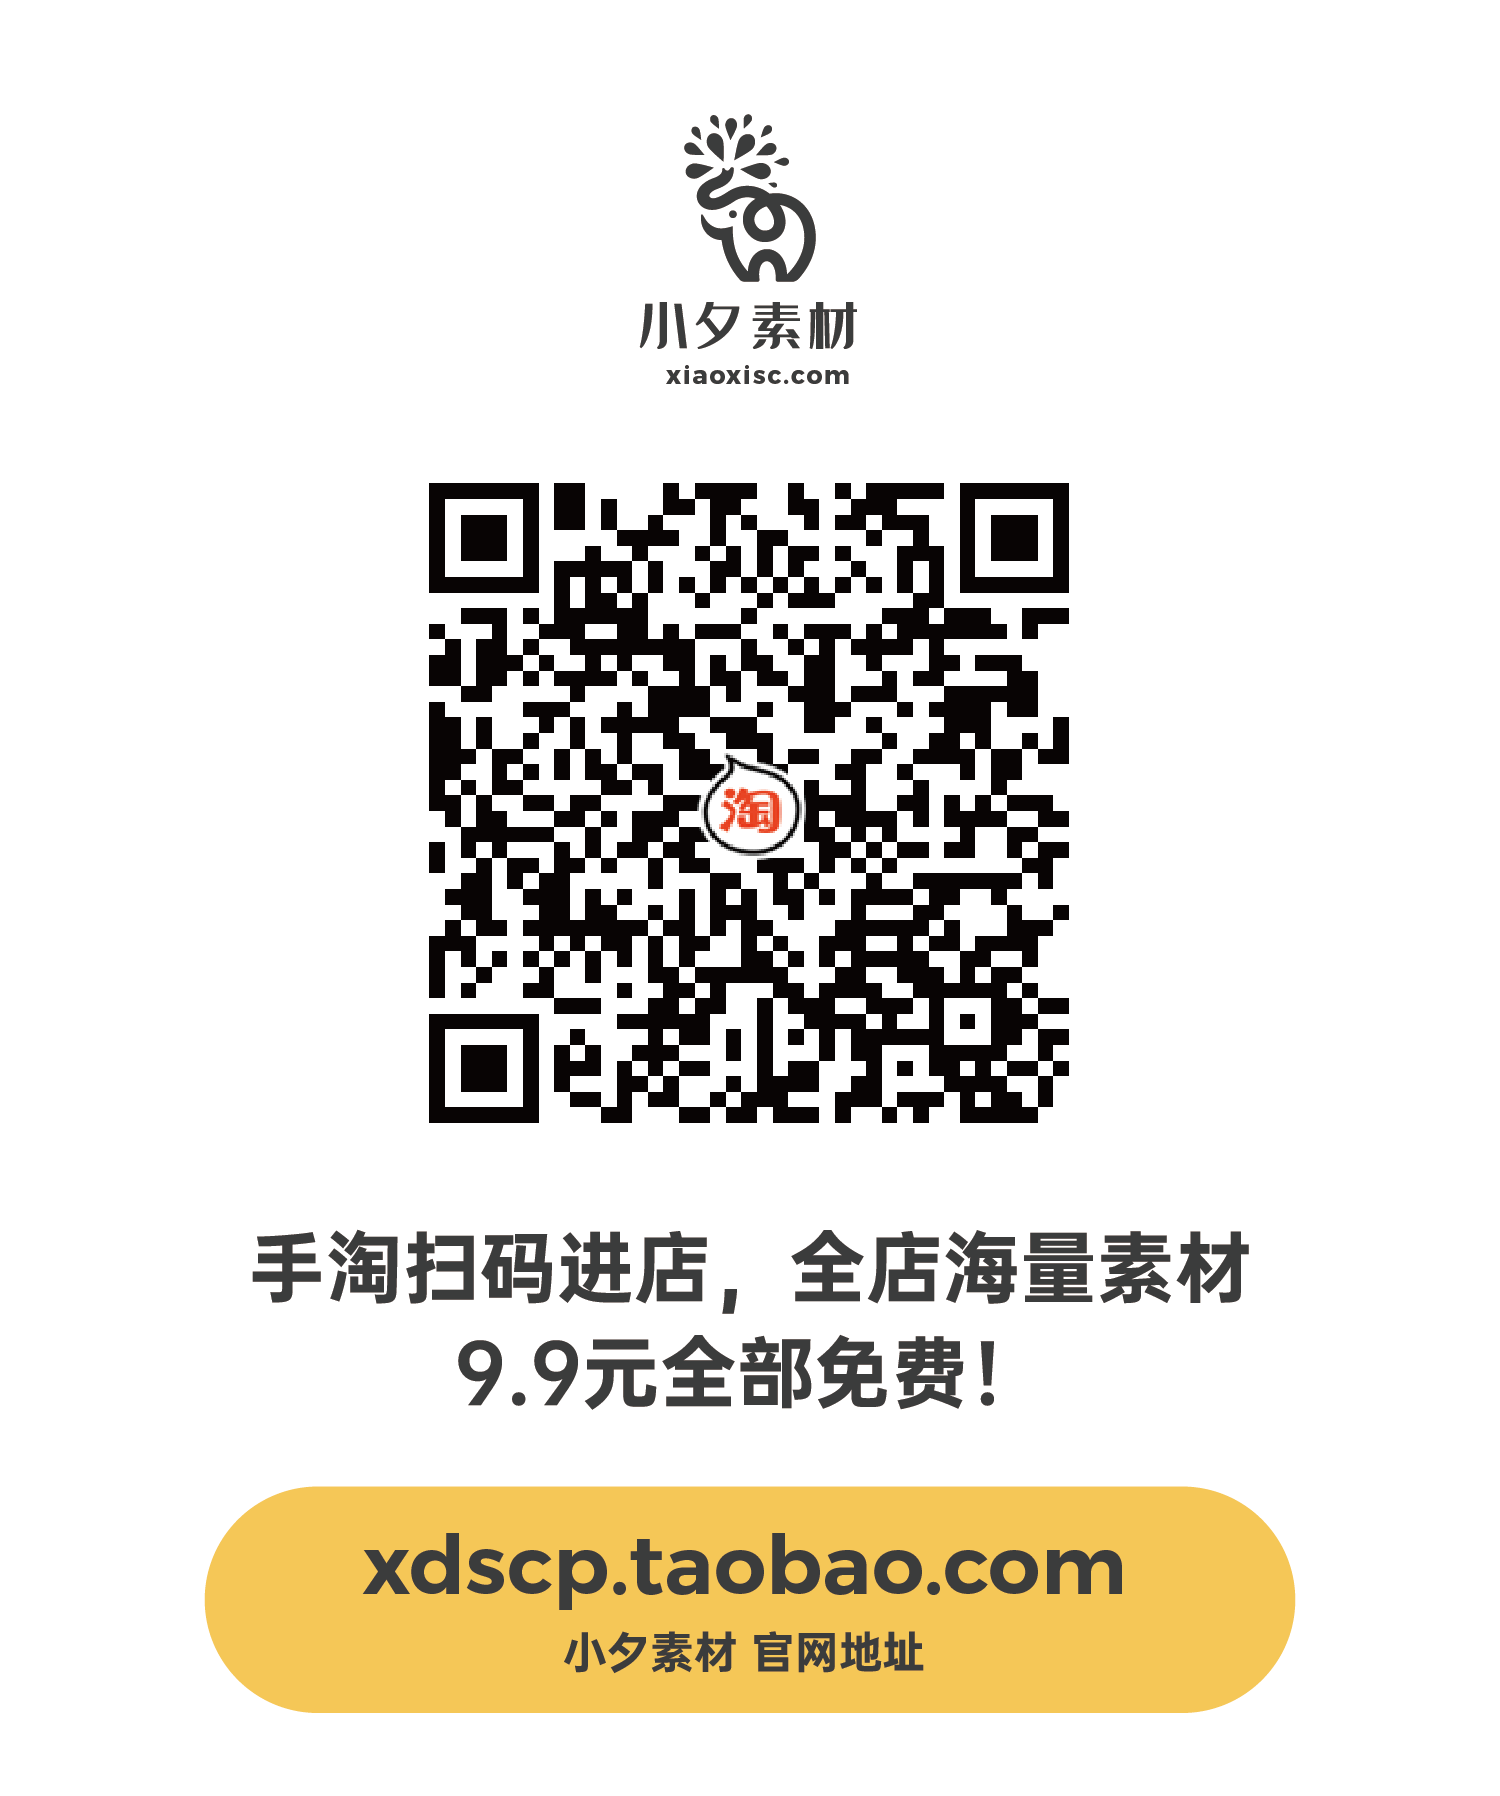 小夕素材
xiaoxisc.com
淘
手淘扫码进店，全店海量素材
9.9元全部免费！
xdscp.taobao.com
小夕素材 官网地址